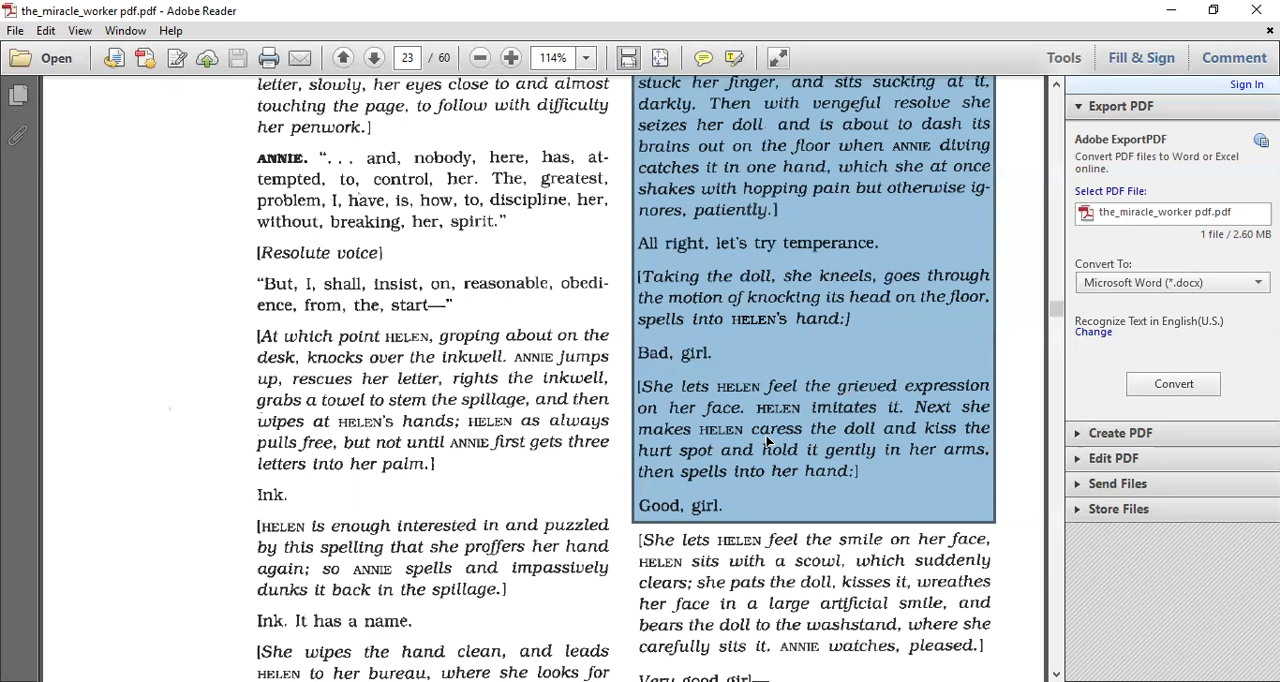 the_miracle_worker pdf.pdf - Adobe Reader
File Edit View Window Help
Open 23 / 60 114% Tools Fill & Sign Comment
letter, slowly, her eyes close to and almost
touching the page, to follow with difficulty
her penwork.]
ANNIE. “. . . and, nobody, here, has, at-
tempted, to, control, her. The, greatest,
problem, I, have, is, how, to, discipline, her,
without, breaking, her, spirit.”
[Resolute voice]
“But, I, shall, insist, on, reasonable, obedi-
ence, from, the, start—”
[At which point HELEN, groping about on the
desk, knocks over the inkwell. ANNIE jumps
up, rescues her letter, rights the inkwell,
grabs a towel to stem the spillage, and then
wipes at HELEN'S hands; HELEN as always
pulls free, but not until ANNIE first gets three
letters into her palm.]
Ink.
[HELEN is enough interested in and puzzled
by this spelling that she proffers her hand
again; so ANNIE spells and impassively
dunks it back in the spillage.]
Ink. It has a name.
[She wipes the hand clean, and leads
HELEN to her bureau, where she looks for
stuck her finger, and sits sucking at it,
darkly. Then with vengeful resolve she
seizes her doll and is about to dash its
brains out on the floor when ANNIE diving
catches it in one hand, which she at once
shakes with hopping pain but otherwise ig-
nores, patiently.]
All right, let's try temperance.
[Taking the doll, she kneels, goes through
the motion of knocking its head on the floor,
spells into HELEN'S hand:]
Bad, girl.
[She lets HELEN feel the grieved expression
on her face. HELEN imitates it. Next she
makes HELEN caress the doll and kiss the
hurt spot and hold it gently in her arms,
then spells into her hand:]
Good, girl.
[She lets HELEN feel the smile on her face,
HELEN sits with a scowl, which suddenly
clears; she pats the doll, kisses it, wreathes
her face in a large artificial smile, and
bears the doll to the washstand, where she
carefully sits it. ANNIE watches, pleased.]
Very good girl—
Sign In
Export PDF
Adobe ExportPDF
Convert PDF files to Word or Excel
online.
Select PDF File:
the_miracle_worker pdf.pdf
1 file / 2.60 MB
Convert To:
Microsoft Word (*.docx)
Recognize Text in English(U.S.)
Change
Convert
Create PDF
Edit PDF
Send Files
Store Files